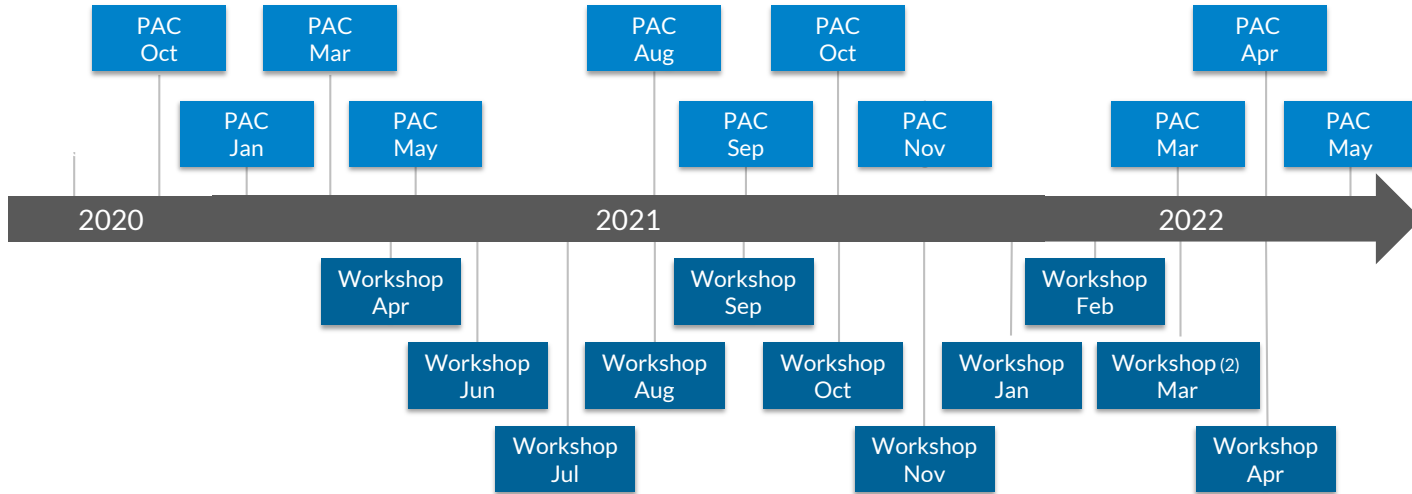 PAC
Oct
PAC
Mar
PAC
Aug
PAC
Oct
PAC
Apr
PAC
Jan
PAC
May
PAC
Sep
PAC
Nov
PAC
Mar
PAC
May
2020
2021
2022
Workshop
Apr
Workshop
Sep
Workshop
Feb
Workshop
Jun
Workshop
Aug
Workshop
Oct
Workshop
Jan
Workshop (2)
Mar
Workshop
Jul
Workshop
Nov
Workshop
Apr